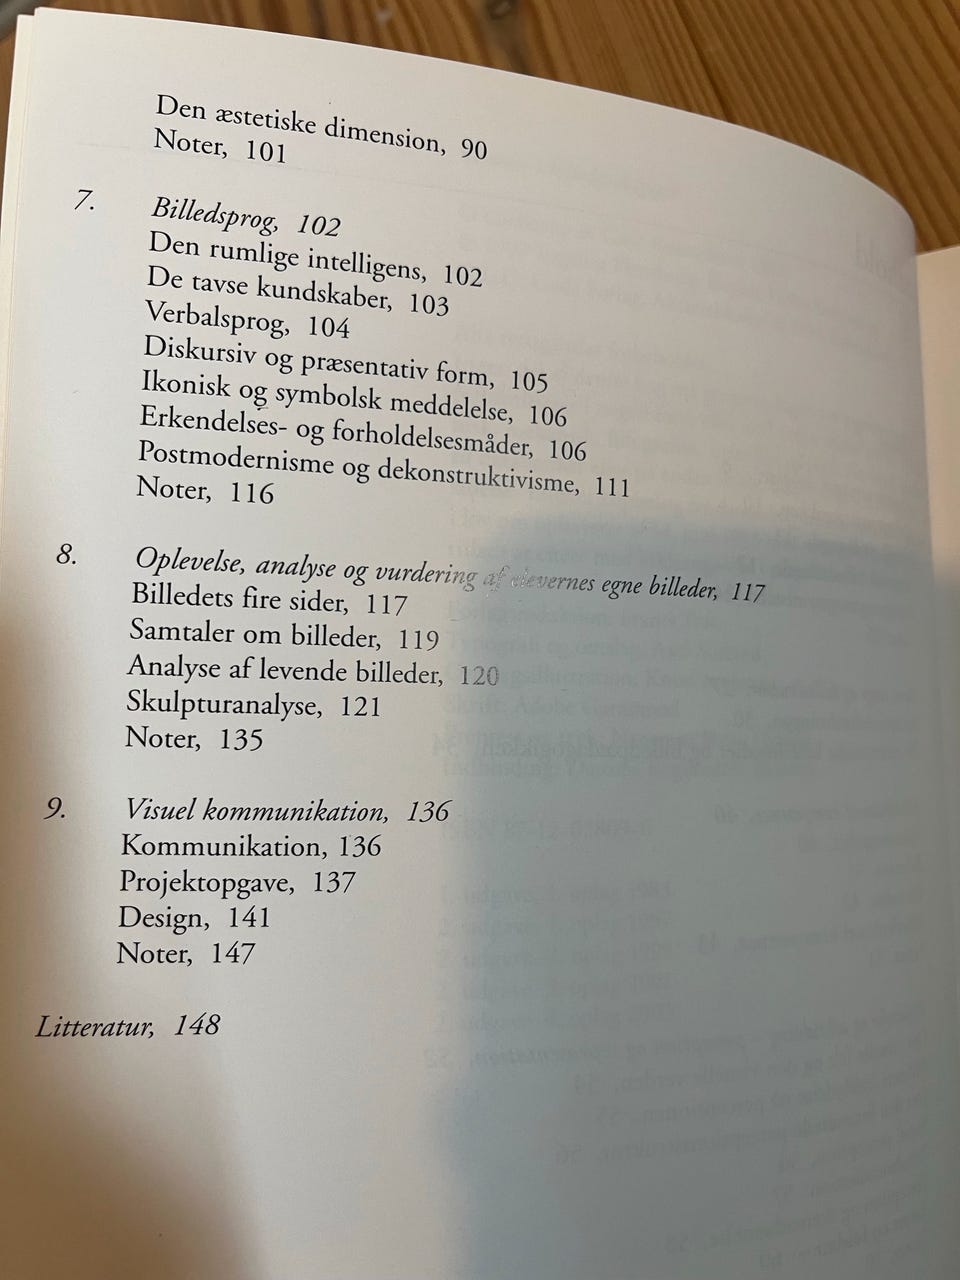 Den æstetiske dimension, 90
Noter, 101
7. Billedsprog, 102
Den rumlige intelligens, 102
De tavse kundskaber, 103
Verbalsprog, 104
Diskursiv og præsentativ form, 105
Ikonisk og symbolsk meddelelse, 106
Erkendelses- og forholdelsesmåder, 106
Postmodernisme og dekonstruktivisme, 111
Noter, 116
8. Oplevelse, analyse og vurdering af elevernes egne billeder, 117
Billedets fire sider, 117
Samtaler om billeder, 119
Analyse af levende billeder, 120
Skulpturanalyse, 121
Noter, 135
9. Visuel kommunikation, 136
Kommunikation, 136
Projektopgave, 137
Design, 141
Noter, 147
Litteratur, 148